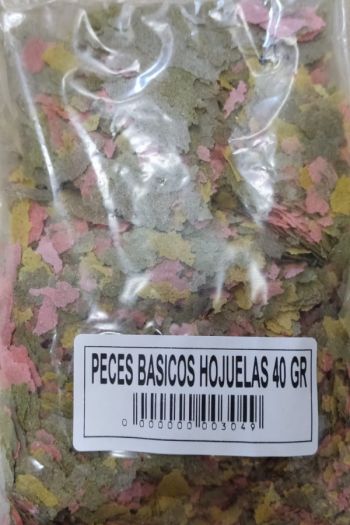 PECES BASICOS HOJUELAS 40 GR
0 000000 003049